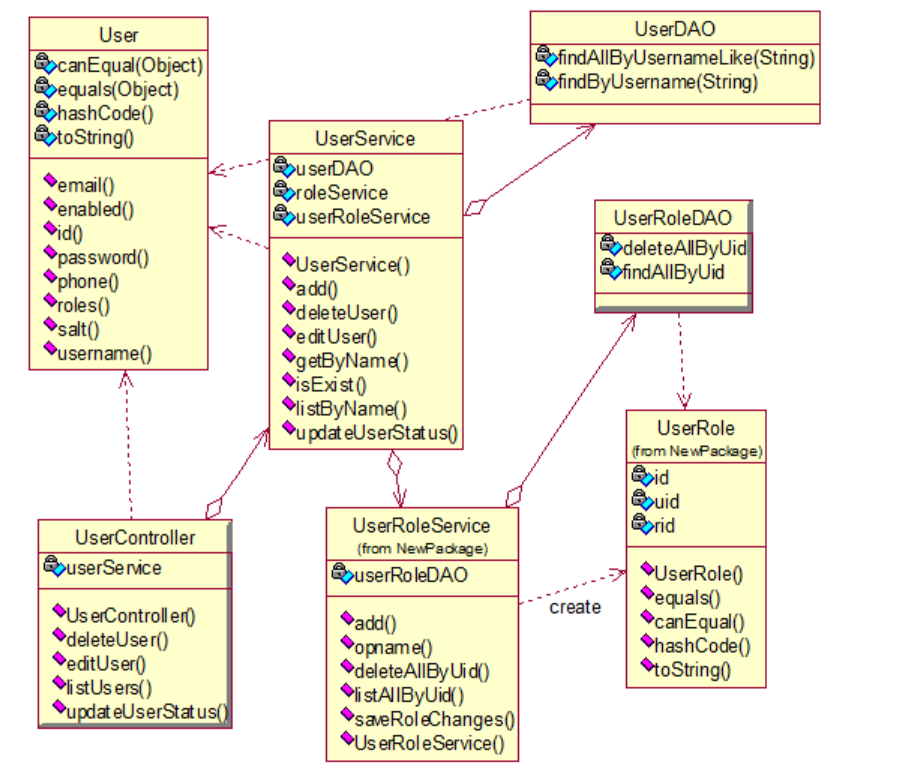 User
canEqual(Object)
equals(Object)
hashCode()
toString()
email()
enabled()
id()
password()
phone()
roles()
salt()
username()
UserService
userDAO
roleService
userRoleService
UserService()
add()
deleteUser()
editUser()
getByName()
isExist()
listByName()
updateUserStatus()
UserDAO
findAllByUsernameLike(String)
findByUsername(String)
UserRoleDAO
deleteAllByUid
findAllByUid
UserRole
(from NewPackage)
id
uid
rid
UserRole()
equals()
canEqual()
hashCode()
toString()
UserController
userService
UserController()
deleteUser()
editUser()
listUsers()
updateUserStatus()
UserRoleService
(from NewPackage)
userRoleDAO
add()
opname()
deleteAllByUid()
listAllByUid()
saveRoleChanges()
UserRoleService()
create